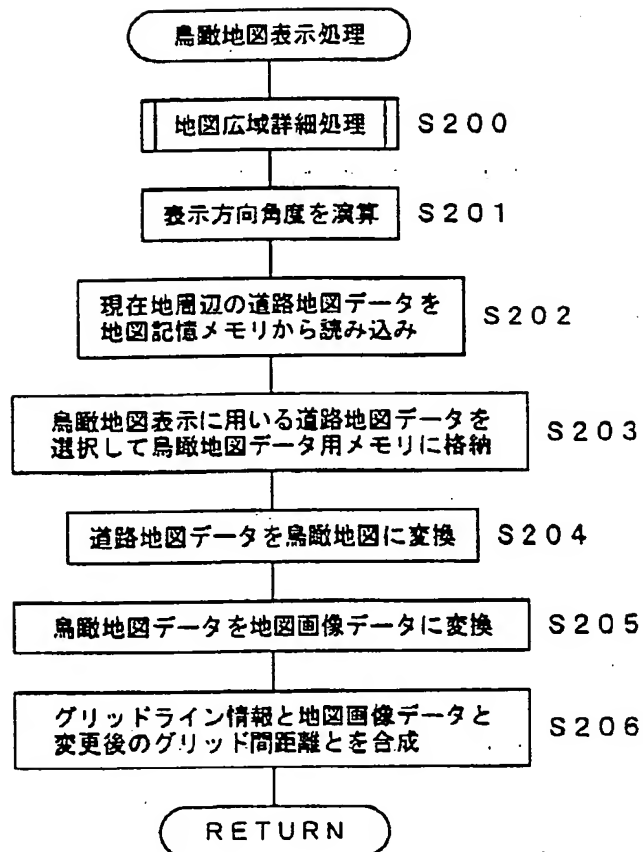 鳥瞰地図表示処理
地図広域詳細処理 S200
表示方向角度を演算 S201
現在地周辺の道路地図データを
地図記憶メモリから読み込み S202
鳥瞰地図表示に用いる道路地図データを
選択して鳥瞰地図データ用メモリに格納 S203
道路地図データを鳥瞰地図に変換 S204
鳥瞰地図データを地図画像データに変換 S205
グリッドライン情報と地図画像データと
変更後のグリッド間距離とを合成 S206
RETURN